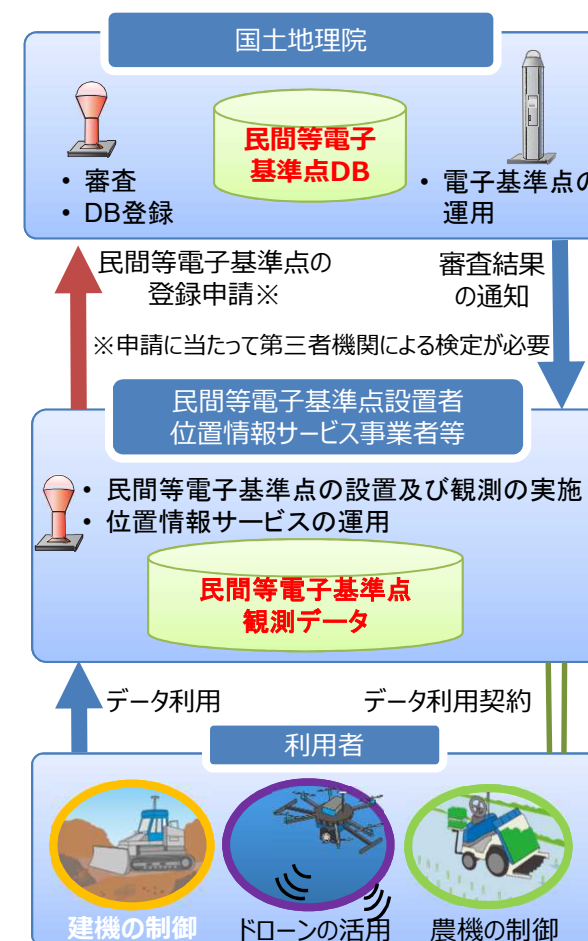 国土地理院
民間等電子
基準点DB
• 審査
• DB登録
• 電子基準点の
運用
民間等電子基準点の
登録申請※
審査結果
の通知
※申請に当たって第三者機関による検定が必要
民間等電子基準点設置者
位置情報サービス事業者等
• 民間等電子基準点の設置及び観測の実施
• 位置情報サービスの運用
民間等電子基準点
観測データ
データ利用
データ利用契約
利用者
建機の制御
ドローンの活用
農機の制御